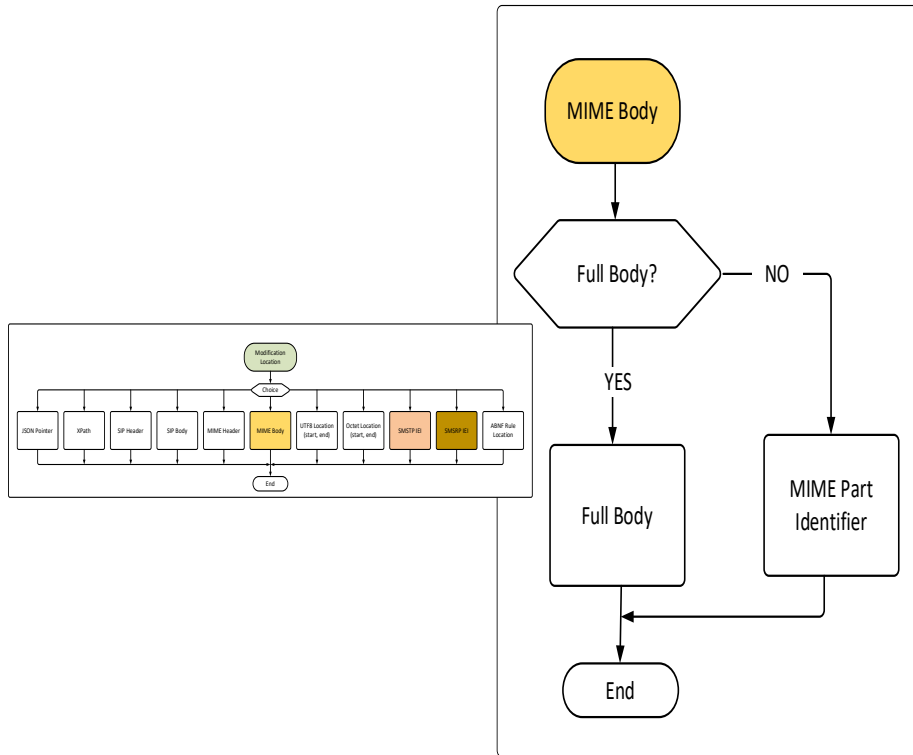 Modification
Location
Choice
JSON Pointer
XPath
SIP Header
SIP Body
MIME Header
MIME Body
UTF8 Location
(start, end)
Octet Location
(start, end)
SMSTP IEI
SMSRP IEI
ABNF Rule
Location
End
MIME Body
Full Body?
NO
YES
Full Body
MIME Part
Identifier
End